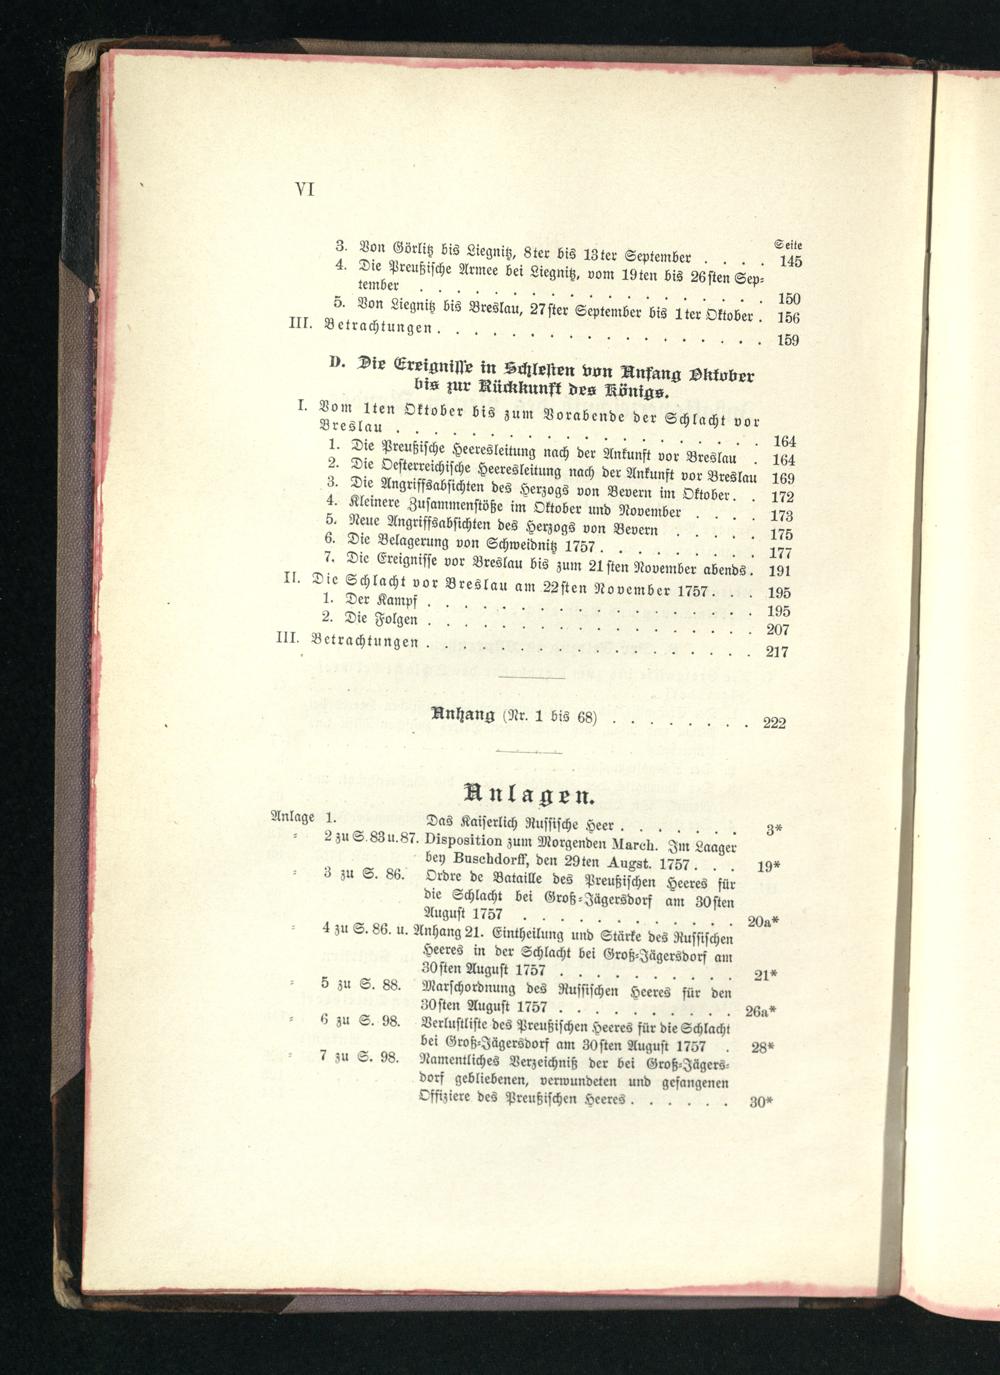 VI
Seite
3. Von Görlitz bis Liegnitz, 8ter bis 13ter September . . . . 145
4. Die Preußische Armee bei Liegnitz, vom 19ten bis 26sten Sep-
tember . . . . . . . . . . . . . . . . . . 150
5. Von Liegnitz bis Breslau, 27ster September bis 1ter Oktober . 156
III. Betrachtungen . . . . . . . . . . . . . . . . . 159
D. Die Ereignisse in Schlesien von Anfang Oktober
bis zur Rückkunft des Königs.
I. Vom 1ten Oktober bis zum Vorabende der Schlacht vor
Breslau . . . . . . . . . . . . . . . . . . . 164
1. Die Preußische Heeresleitung nach der Ankunft vor Breslau . 164
2. Die Oesterreichische Heeresleitung nach der Ankunft vor Breslau 169
3. Die Angriffsabsichten des Herzogs von Bevern im Oktober. . 172
4. Kleinere Zusammenstöße im Oktober und November . . . . 173
5. Neue Angriffsabsichten des Herzogs von Bevern . . . . . 175
6. Die Belagerung von Schweidnitz 1757 . . . . . . . . . 177
7. Die Ereignisse vor Breslau bis zum 21sten November abends. 191
II. Die Schlacht vor Breslau am 22sten November 1757. . . 195
1. Der Kampf . . . . . . . . . . . . . . . . . 195
2. Die Folgen . . . . . . . . . . . . . . . . . 207
III. Betrachtungen . . . . . . . . . . . . . . . . . 217
Anhang (Nr. 1 bis 68) . . . . . . . . 222
Anlagen.
Anlage 1. Das Kaiserlich Russische Heer . . . . . . . 3*
= 2 zu S. 83 u. 87. Disposition zum Morgenden March. Im Laager
bey Buschdorff, den 29ten Augst. 1757 . . . 19*
= 3 zu S. 86. Ordre de Bataille des Preußischen Heeres für
die Schlacht bei Groß-Jägersdorf am 30sten
August 1757 . . . . . . . . . . . . 20a*
= 4 zu S. 86. u. Anhang 21. Eintheilung und Stärke des Russischen
Heeres in der Schlacht bei Groß-Jägersdorf am
30sten August 1757 . . . . . . . . . . 21*
= 5 zu S. 88. Marschordnung des Russischen Heeres für den
30sten August 1757 . . . . . . . . . . 26a*
= 6 zu S. 98. Verlustliste des Preußischen Heeres für die Schlacht
bei Groß-Jägersdorf am 30sten August 1757 . 28*
= 7 zu S. 98. Namentliches Verzeichniß der bei Groß-Jägers-
dorf gebliebenen, verwundeten und gefangenen
Offiziere des Preußischen Heeres . . . . . . 30*